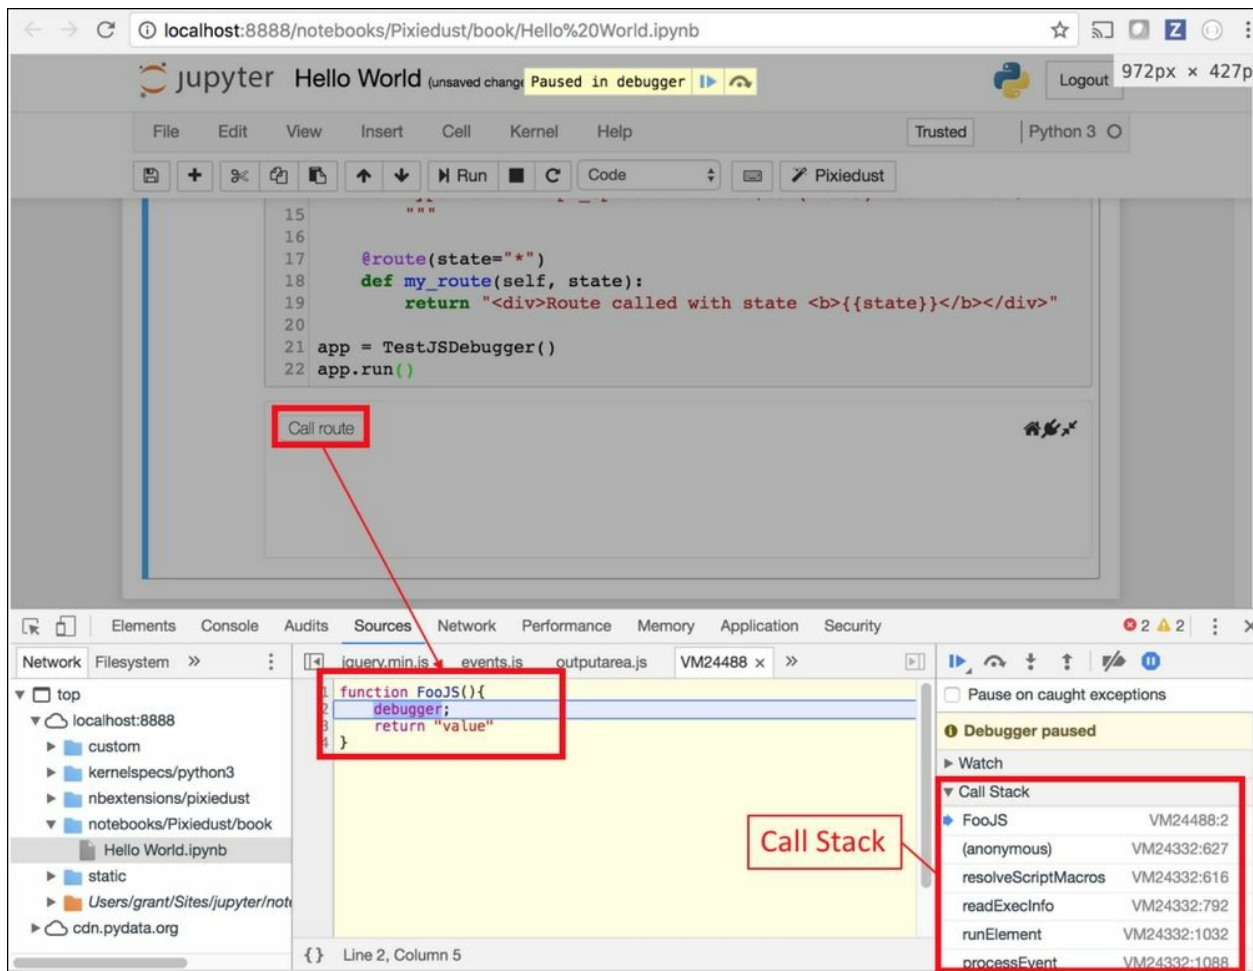 localhost:8888/notebooks/Pixiedust/book/Hello%20World.ipynb
Z
jupyter Hello World (unsaved change
Paused in debugger
Logout
972px × 427p
File Edit View Insert Cell Kernel Help
Trusted
Python 3
Run
Code
Pixiedust
15 """
16
17 @route(state="*")
18 def my_route(self, state):
19 return "<div>Route called with state <b>{{state}}</b></div>"
20
21 app = TestJSDebugger()
22 app.run()
Call route
Elements Console Audits Sources Network Performance Memory Application Security
2 2
Network Filesystem »
jquery.min.js events.js outputarea.js VM24488 × »
top
localhost:8888
custom
kernelspecs/python3
nbextensions/pixiedust
notebooks/Pixiedust/book
Hello World.ipynb
static
Users/grant/Sites/jupyter/note
cdn.pydata.org
1 function FooJS(){
2 debugger;
3 return "value"
4 }
{} Line 2, Column 5
Pause on caught exceptions
Debugger paused
Watch
Call Stack
FooJS VM24488:2
(anonymous) VM24332:627
resolveScriptMacros VM24332:616
readExecInfo VM24332:792
runElement VM24332:1032
processEvent VM24332:1088
Call Stack